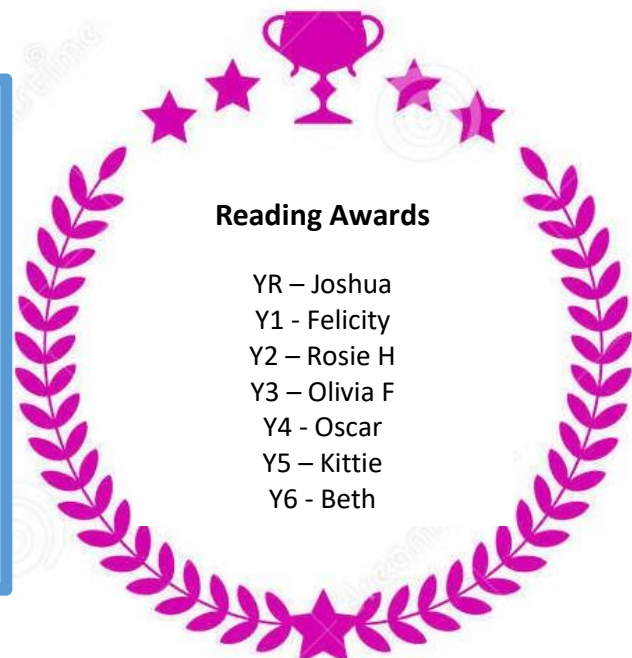 Reading Awards
YR – Joshua
Y1 - Felicity
Y2 – Rosie H
Y3 – Olivia F
Y4 - Oscar
Y5 – Kittie
Y6 - Beth